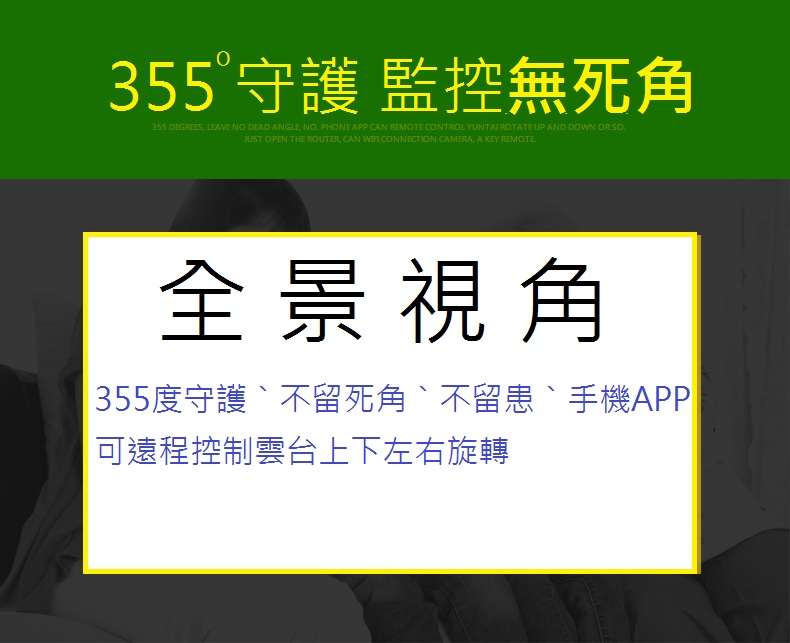 355°守護 監控無死角
355 DEGREES, LEAVE NO DEAD ANGLE, NO, PHONE APP CAN REMOTE CONTROL YUNTAI ROTATE UP AND DOWN OR SO.
JUST OPEN THE ROUTER, CAN WIFI CONNECTION CAMERA, A KEY REMOTE.
全景視角
355度守護ˋ不留死角ˋ不留患ˋ手機APP
可遠程控制雲台上下左右旋轉